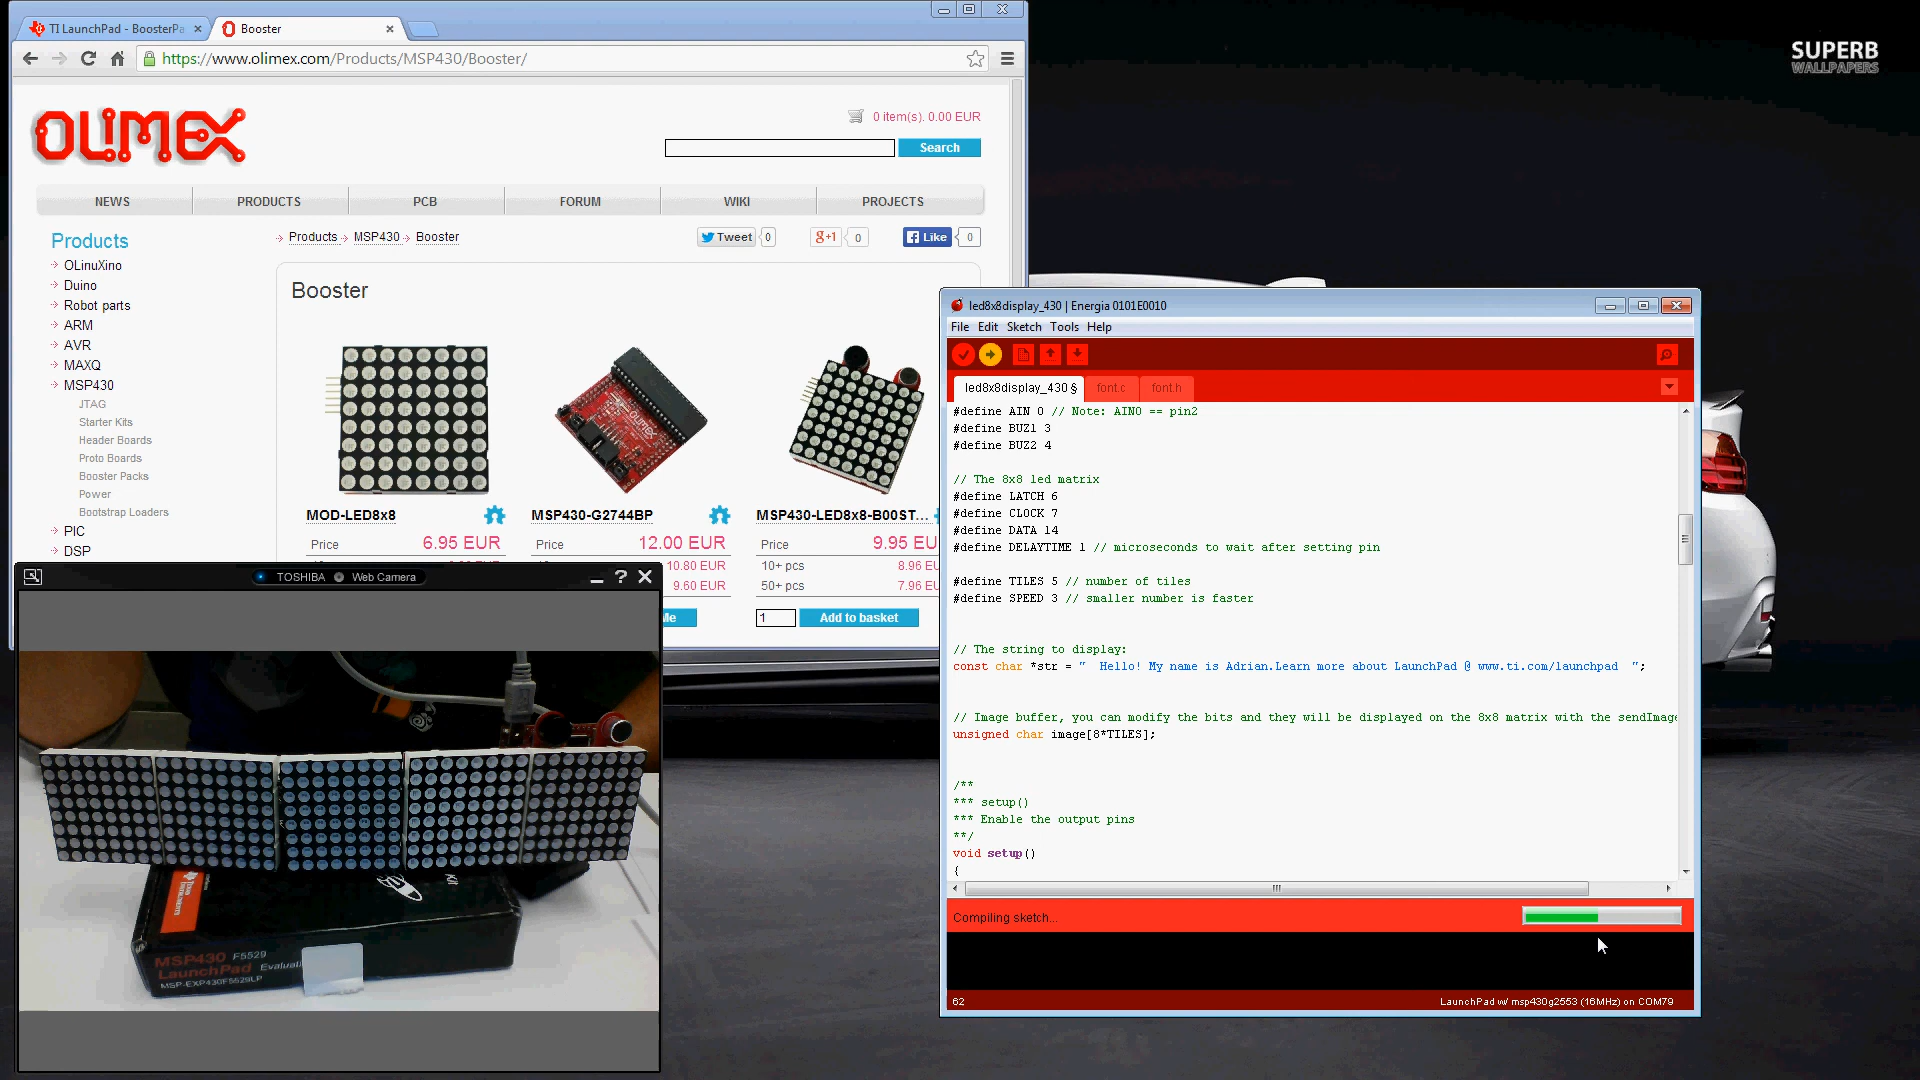 TI LaunchPad - BoosterPa
Booster
https://www.olimex.com/Products/MSP430/Booster/
SUPERB
WALLPAPERS
OLIMEX
0 item(s). 0.00 EUR
Search
NEWS
PRODUCTS
PCB
FORUM
WIKI
PROJECTS
Products
OLinuXino
Duino
Robot parts
ARM
AVR
MAXQ
MSP430
JTAG
Starter Kits
Header Boards
Proto Boards
Booster Packs
Power
Bootstrap Loaders
PIC
DSP
Products MSP430 Booster
Tweet 0
g+1 0
Like 0
Booster
MOD-LED8x8
Price 6.95 EUR
MSP430-G2744BP
Price 12.00 EUR
10.80 EUR
9.60 EUR
Me
MSP430-LED8x8-B00ST...
Price 9.95 EU
10+ pcs 8.96 E
50+ pcs 7.96 E
1 Add to basket
TOSHIBA Web Camera
MSP430 F5529
LaunchPad Evaluati
MSP-EXP430F5529LP
led8x8display_430 | Energia 0101E0010
File Edit Sketch Tools Help
led8x8display_430 § font.c font.h
#define AIN 0 // Note: AIN0 == pin2
#define BUZ1 3
#define BUZ2 4
// The 8x8 led matrix
#define LATCH 6
#define CLOCK 7
#define DATA 14
#define DELAYTIME 1 // microseconds to wait after setting pin
#define TILES 5 // number of tiles
#define SPEED 3 // smaller number is faster
// The string to display:
const char *str = "  Hello! My name is Adrian.Learn more about LaunchPad @ www.ti.com/launchpad  ";
// Image buffer, you can modify the bits and they will be displayed on the 8x8 matrix with the sendImage
unsigned char image[8*TILES];
/**
*** setup()
*** Enable the output pins
**/
void setup()
{
Compiling sketch...
62
LaunchPad w/ msp430g2553 (16MHz) on COM79